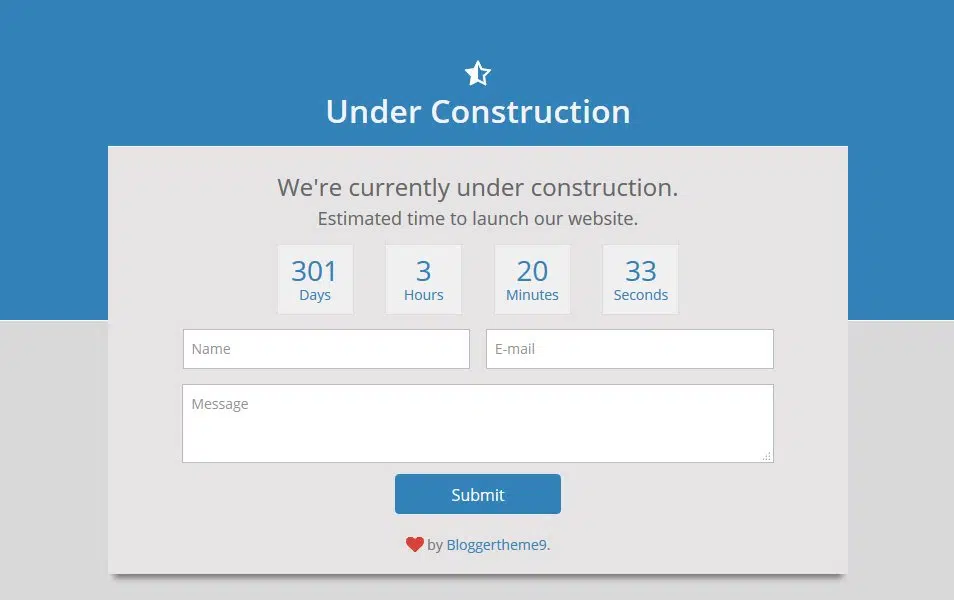 Under Construction
We're currently under construction.
Estimated time to launch our website.
301 3 20 33
Days Hours Minutes Seconds
Name E-mail
Message
Submit
by Bloggertheme9.